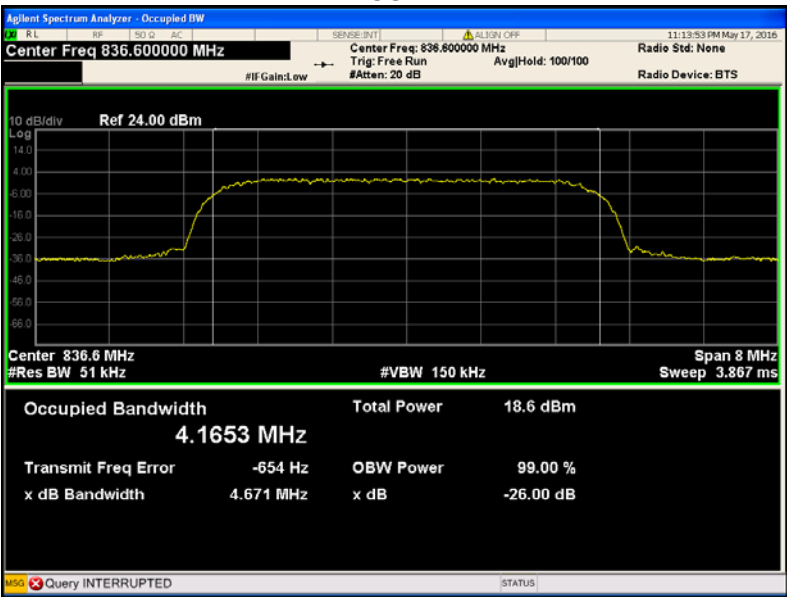 Agilent Spectrum Analyzer - Occupied BW
RL RF 50 Ω AC SENSE:INT ALIGN OFF 11:13:53 PM May 17, 2016
Center Freq 836.600000 MHz
Center Freq: 836.600000 MHz
Radio Std: None
Trig: Free Run
Avg|Hold: 100/100
#IFGain:Low
#Atten: 20 dB
Radio Device: BTS
10 dB/div Ref 24.00 dBm
Log
14.0
4.00
-6.00
-16.0
-26.0
-36.0
-46.0
-56.0
-66.0
Center 836.6 MHz
Span 8 MHz
#Res BW 51 kHz
#VBW 150 kHz
Sweep 3.867 ms
Occupied Bandwidth
Total Power 18.6 dBm
4.1653 MHz
Transmit Freq Error -654 Hz
OBW Power 99.00 %
x dB Bandwidth 4.671 MHz
x dB -26.00 dB
MSG Query INTERRUPTED
STATUS